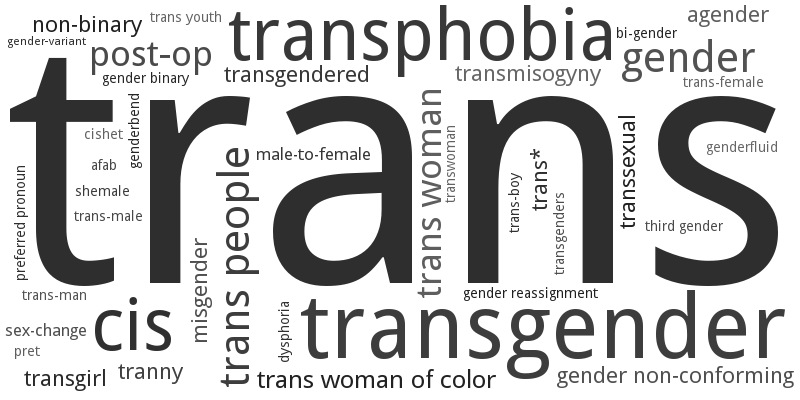 non-binary
trans youth
transphobia
agender
gender-variant
bi-gender
post-op
gender
gender binary
transgendered
transmisogyny
trans-female
trans
genderbend
cishet
afab
shemale
trans-male
preferred pronoun
male-to-female
trans woman
transwoman
trans-boy
trans*
transgenders
transsexual
genderfluid
third gender
trans people
misgender
trans-man
gender reassignment
sex-change
cis
pret
dysphoria
transgender
transgirl
tranny
trans woman of color
gender non-conforming